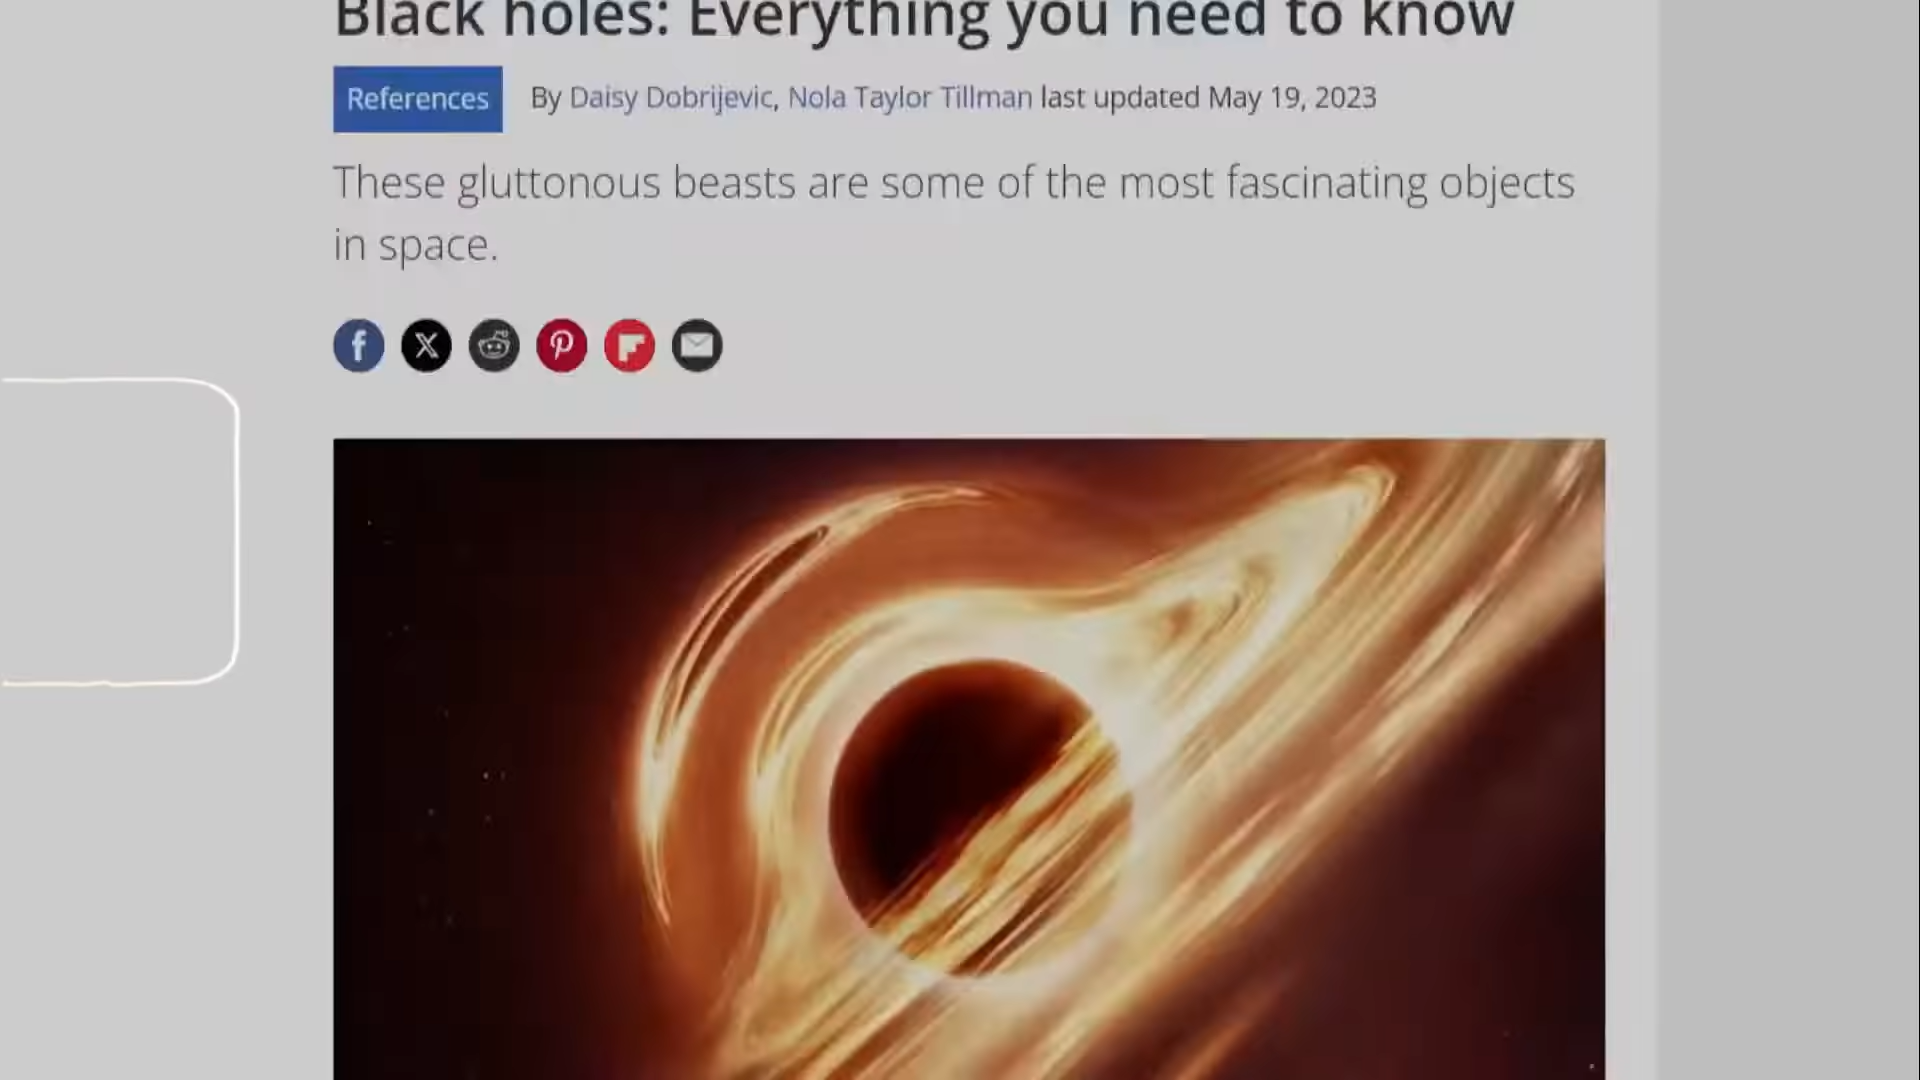 Black holes: Everything you need to know
References By Daisy Dobrijevic, Nola Taylor Tillman last updated May 19, 2023
These gluttonous beasts are some of the most fascinating objects
in space.